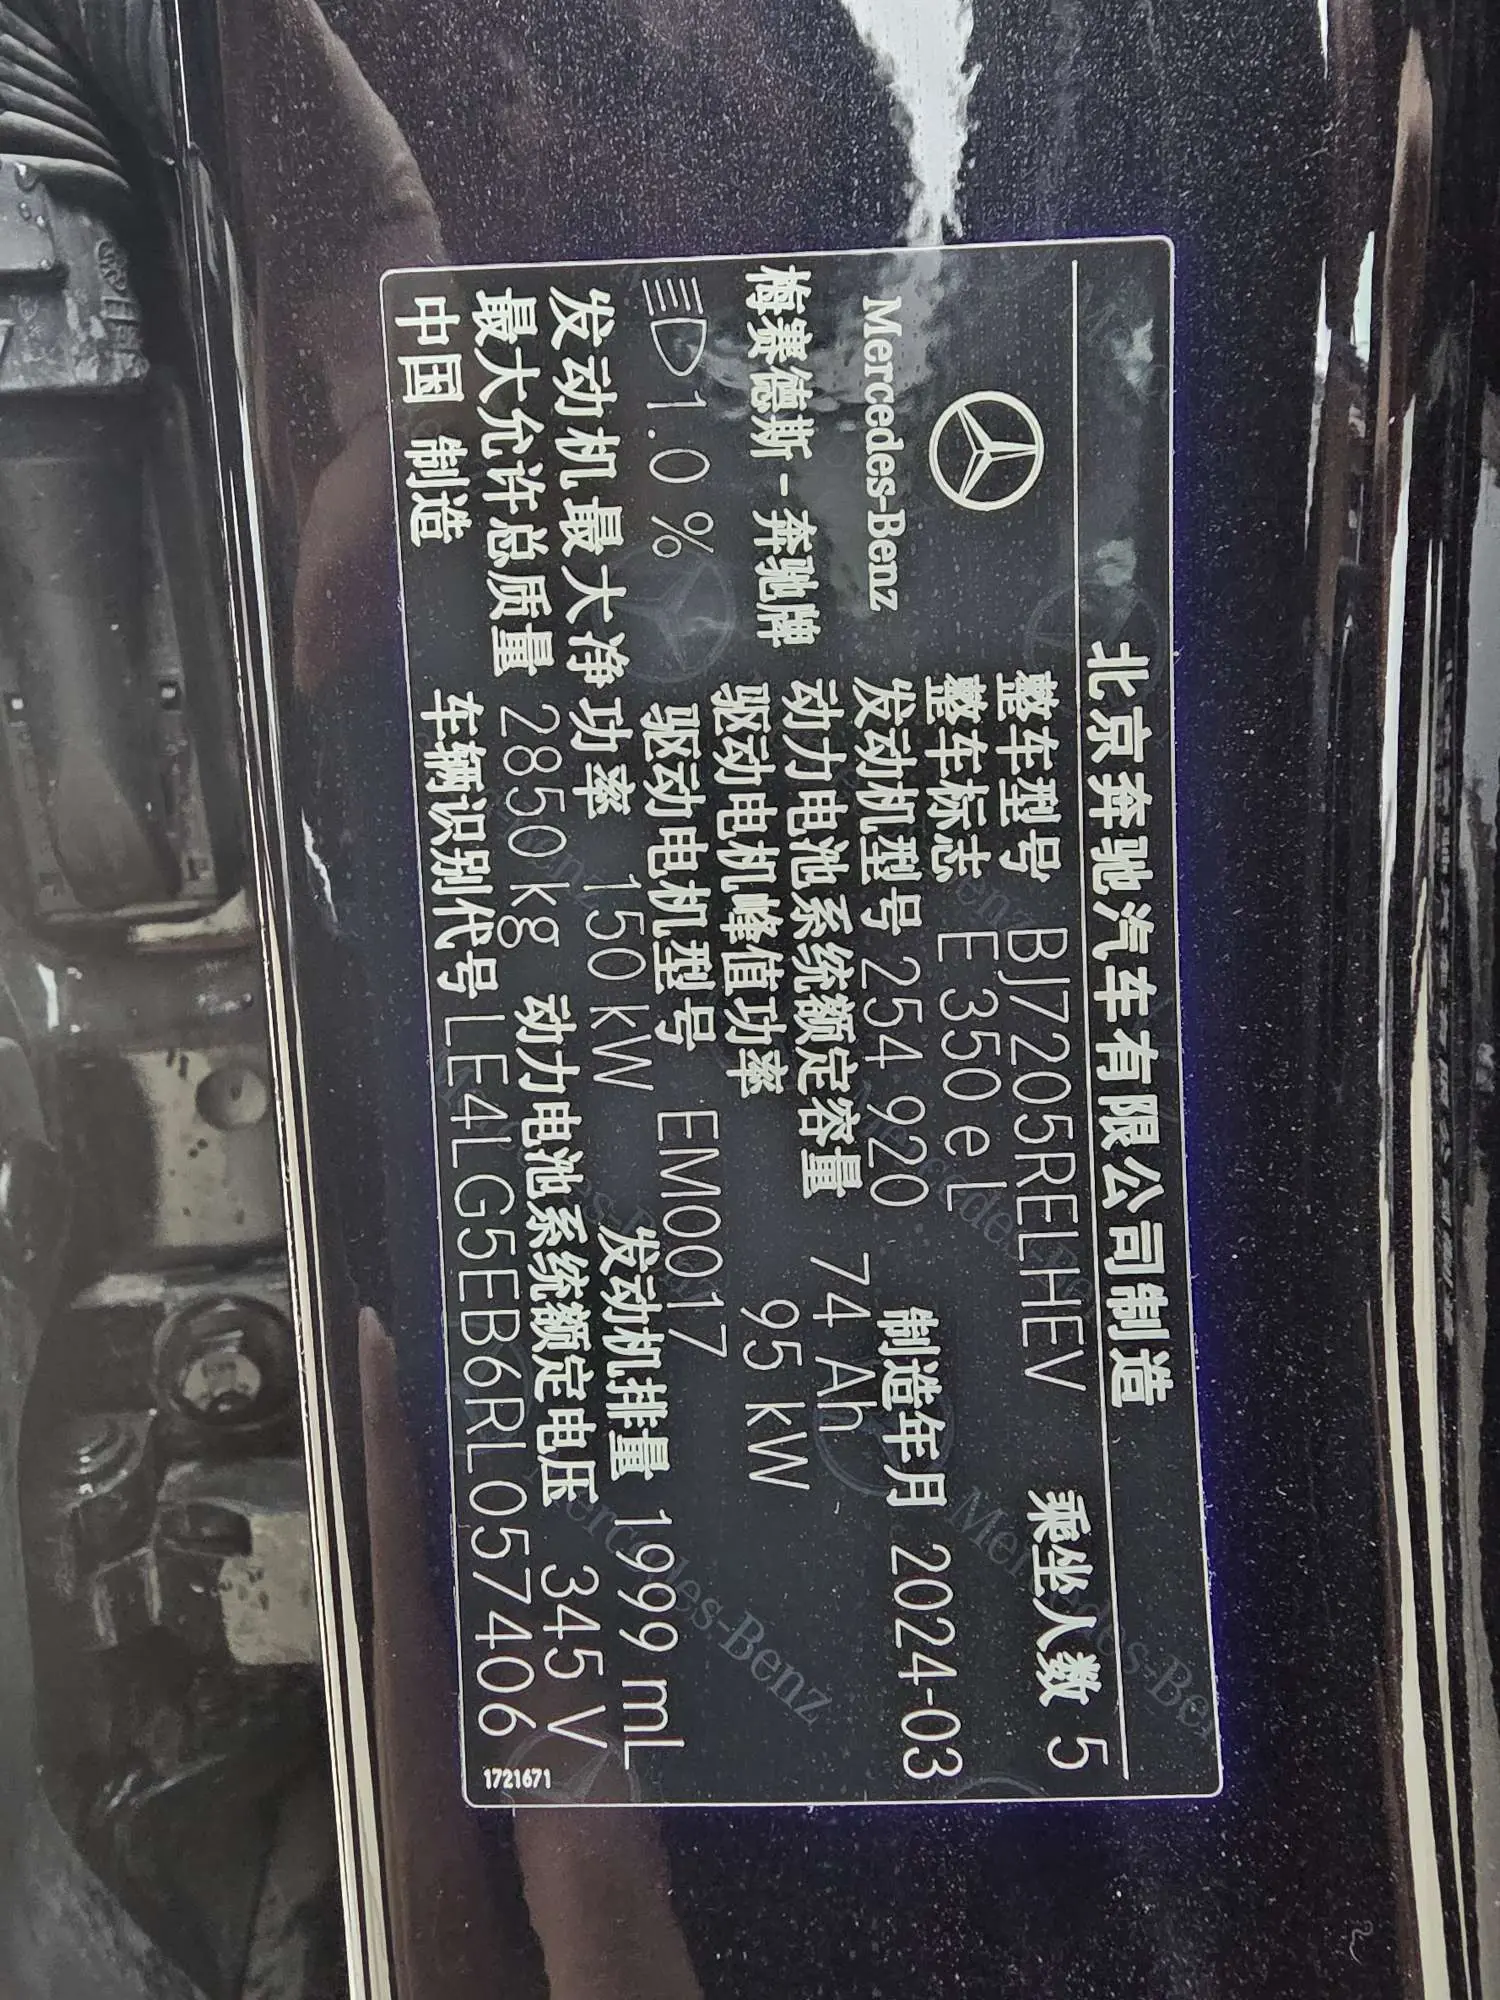 北京奔驰汽车有限公司制造
整车型号 BJ7205RELHEV 乘坐人数 5
整车标志 E 350 e L
Mercedes-Benz
发动机型号 254 920 制造年月 2024-03
动力电池系统额定容量 74 Ah
梅赛德斯-奔驰牌 驱动电机峰值功率 95 kW
1.0 % 驱动电机型号 EM0017
发动机最大净功率 150 kW 发动机排量 1999 mL
最大允许总质量 2850 kg 动力电池系统额定电压 345 V
中国 制造 车辆识别代号 LE4LG5EB6RL057406
1721671